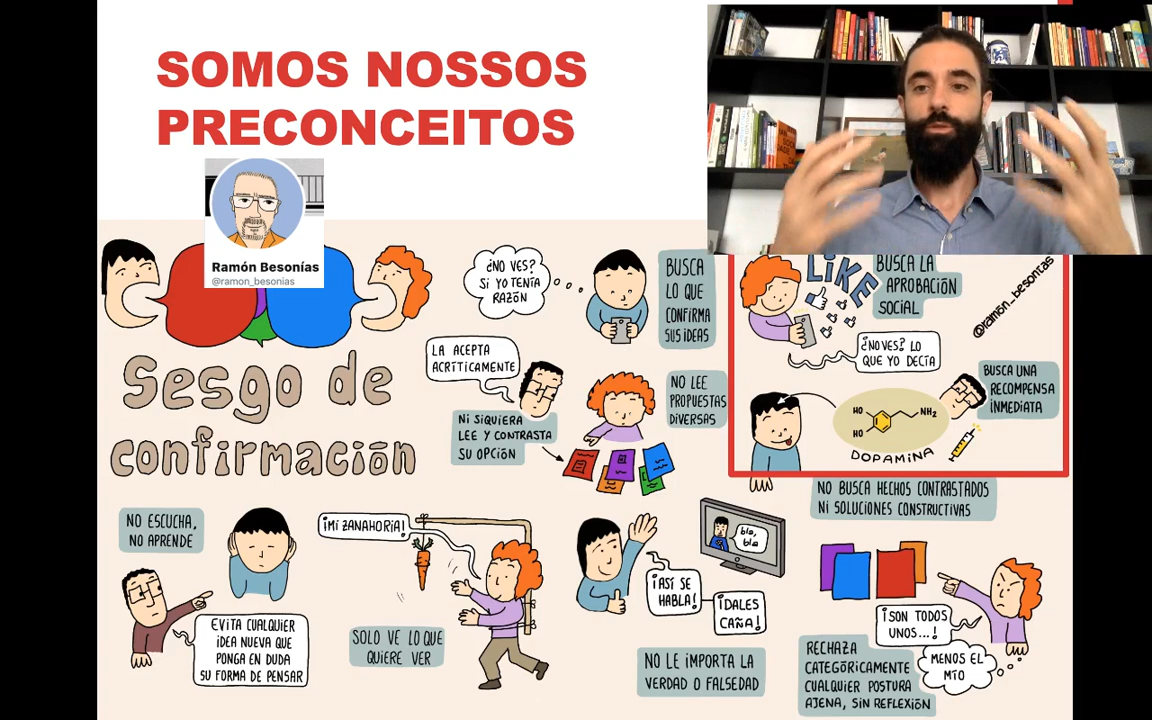 SOMOS NOSSOS
PRECONCEITOS
Ramón Besonías
@ramon_besonias
Sesgo de
confirmación
¿NO VES?
SI YO TENÍA
RAZÓN
BUSCA
LO QUE
CONFIRMA
SUS IDEAS
LIKE
BUSCA LA
APROBACIÓN
SOCIAL
@ramón_besonías
¿NO VES? LO
QUE YO DECÍA
LA ACEPTA
ACRÍTICAMENTE
NI SIQUIERA
LEE Y CONTRASTA
SU OPCIÓN
NO LEE
PROPUESTAS
DIVERSAS
BUSCA UNA
RECOMPENSA
INMEDIATA
HO
HO
NH₂
DOPAMINA
NO BUSCA HECHOS CONTRASTADOS
NI SOLUCIONES CONSTRUCTIVAS
NO ESCUCHA,
NO APRENDE
EVITA CUALQUIER
IDEA NUEVA QUE
PONGA EN DUDA
SU FORMA DE PENSAR
¡MI ZANAHORIA!
SOLO VE LO QUE
QUIERE VER
bla,
bla
¡ASÍ SE
HABLA!
¡DALES
CAÑA!
NO LE IMPORTA LA
VERDAD O FALSEDAD
¡SON TODOS
UNOS...!
MENOS EL
MÍO
RECHAZA
CATEGÓRICAMENTE
CUALQUIER POSTURA
AJENA, SIN REFLEXIÓN